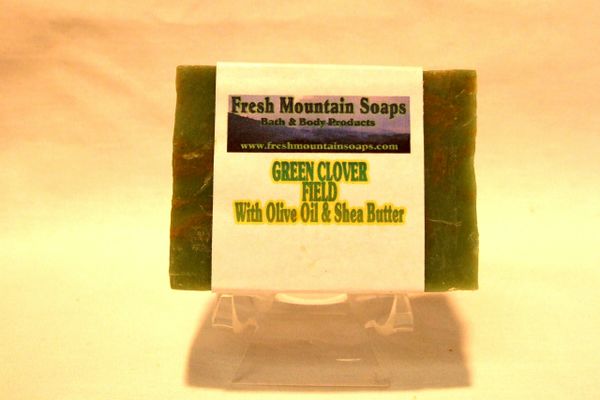 Fresh Mountain Soaps
Bath & Body Products
www.freshmountainsoaps.com
GREEN CLOVER
FIELD
With Olive Oil & Shea Butter